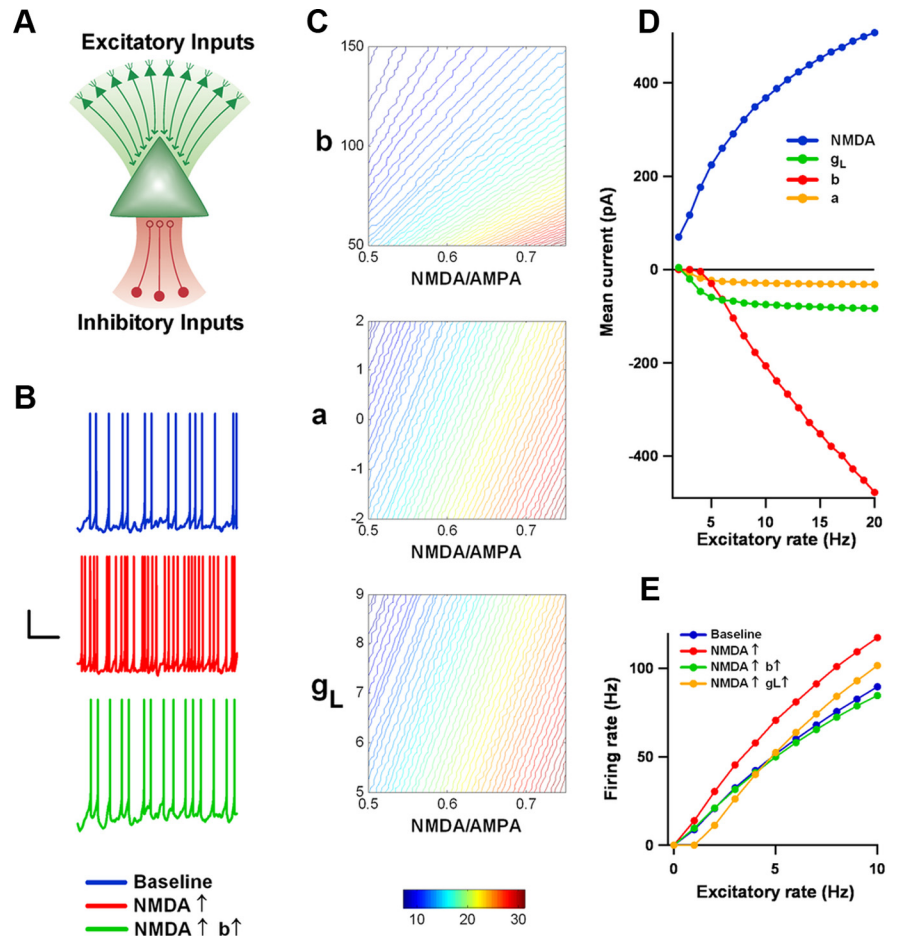 A
Excitatory Inputs
Inhibitory Inputs
B
Baseline
NMDA ↑
NMDA ↑ b↑
C
150
b
100
50
0.5
0.6
0.7
NMDA/AMPA
2
1
a
0
-1
-2
0.5
0.6
0.7
NMDA/AMPA
9
8
gL
7
6
5
0.5
0.6
0.7
NMDA/AMPA
10
20
30
D
400
200
0
-200
-400
Mean current (pA)
NMDA
gL
b
a
5
10
15
20
Excitatory rate (Hz)
E
Baseline
NMDA ↑
NMDA ↑ b↑
NMDA ↑ gL↑
100
50
0
Firing rate (Hz)
0
5
10
Excitatory rate (Hz)